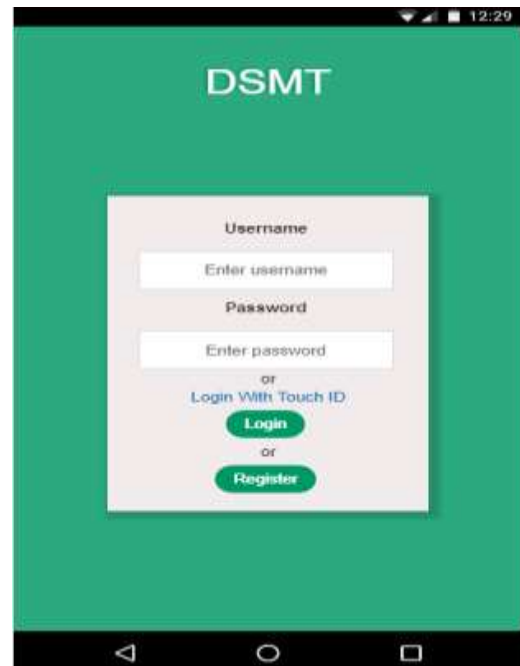 12:29
DSMT
Username
Enter username
Password
Enter password
or
Login With Touch ID
Login
or
Register